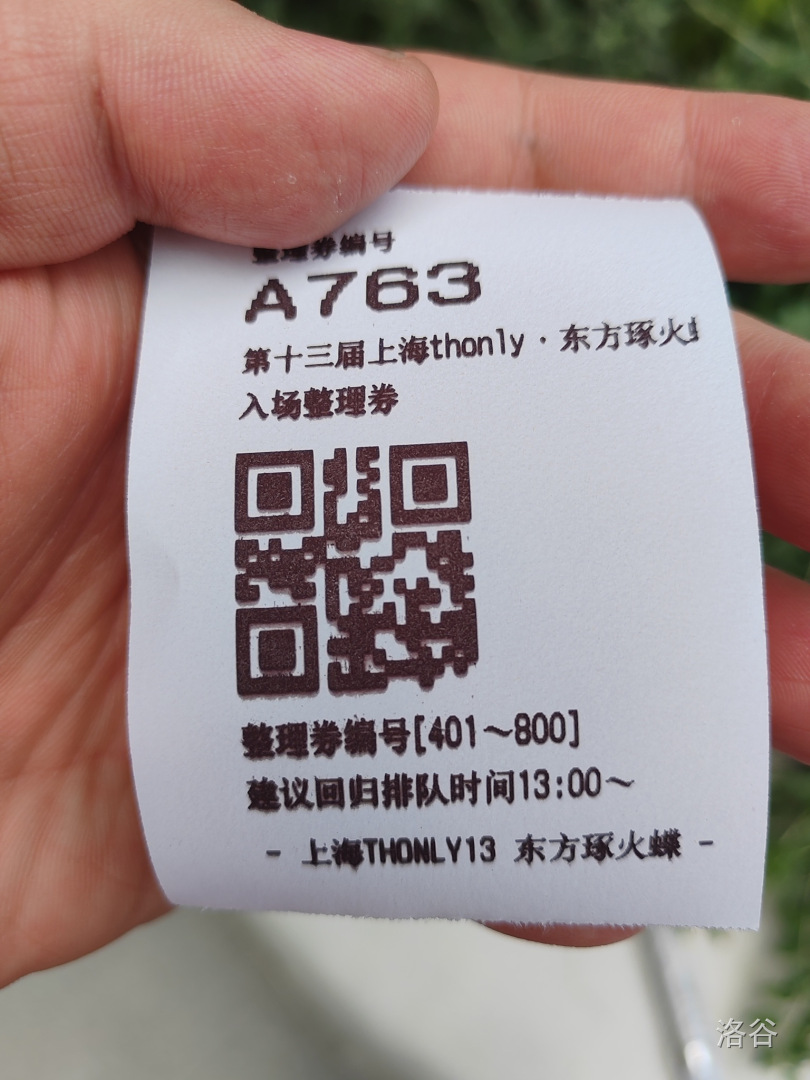 整理券编号
A763
第十三届上海thonly·东方琢火
入场整理券
整理券编号[401～800]
建议回归排队时间13:00～
- 上海THONLY13 东方琢火蝶 -
洛谷